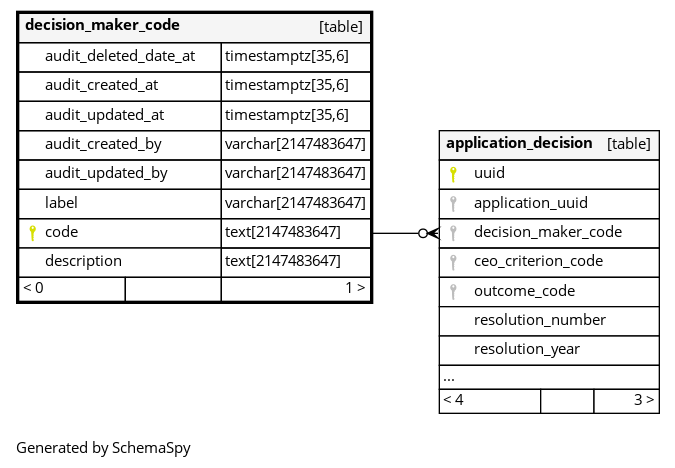 decision_maker_code [table]
audit_deleted_date_at timestamptz[35,6]
audit_created_at timestamptz[35,6]
audit_updated_at timestamptz[35,6]
audit_created_by varchar[2147483647]
audit_updated_by varchar[2147483647]
label varchar[2147483647]
code text[2147483647]
description text[2147483647]
< 0 1 >
application_decision [table]
uuid
application_uuid
decision_maker_code
ceo_criterion_code
outcome_code
resolution_number
resolution_year
...
< 4 3 >
Generated by SchemaSpy